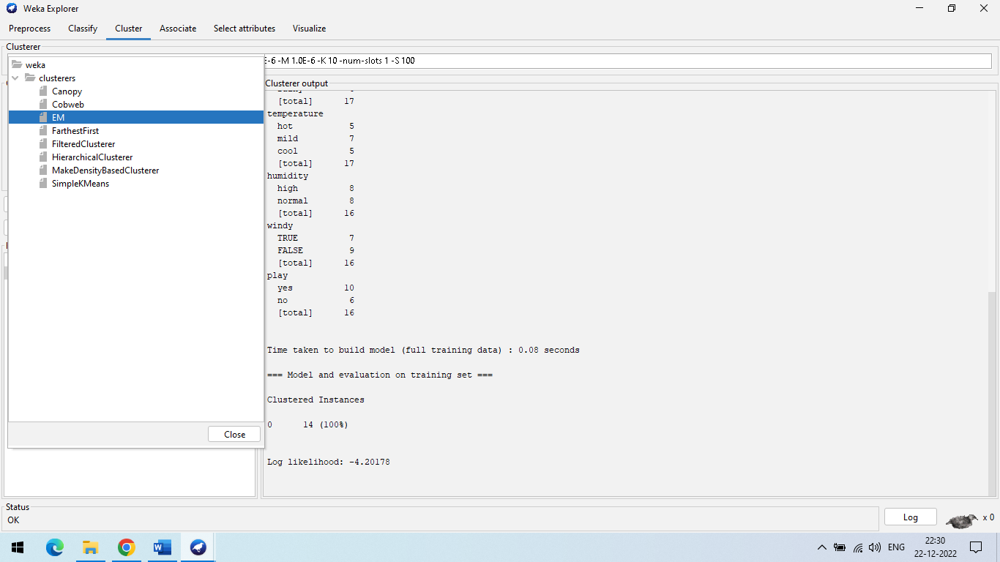 Weka Explorer
Preprocess Classify Cluster Associate Select attributes Visualize
Clusterer
E-6 -M 1.0E-6 -K 10 -num-slots 1 -S 100
weka
clusterers
Canopy
Cobweb
EM
FarthestFirst
FilteredClusterer
HierarchicalClusterer
MakeDensityBasedClusterer
SimpleKMeans
Close
Clusterer output
[total] 17
temperature
hot 5
mild 7
cool 5
[total] 17
humidity
high 8
normal 8
[total] 16
windy
TRUE 7
FALSE 9
[total] 16
play
yes 10
no 6
[total] 16
Time taken to build model (full training data) : 0.08 seconds
=== Model and evaluation on training set ===
Clustered Instances
0 14 (100%)
Log likelihood: -4.20178
Status
OK
Log
x 0
ENG
22:30
22-12-2022